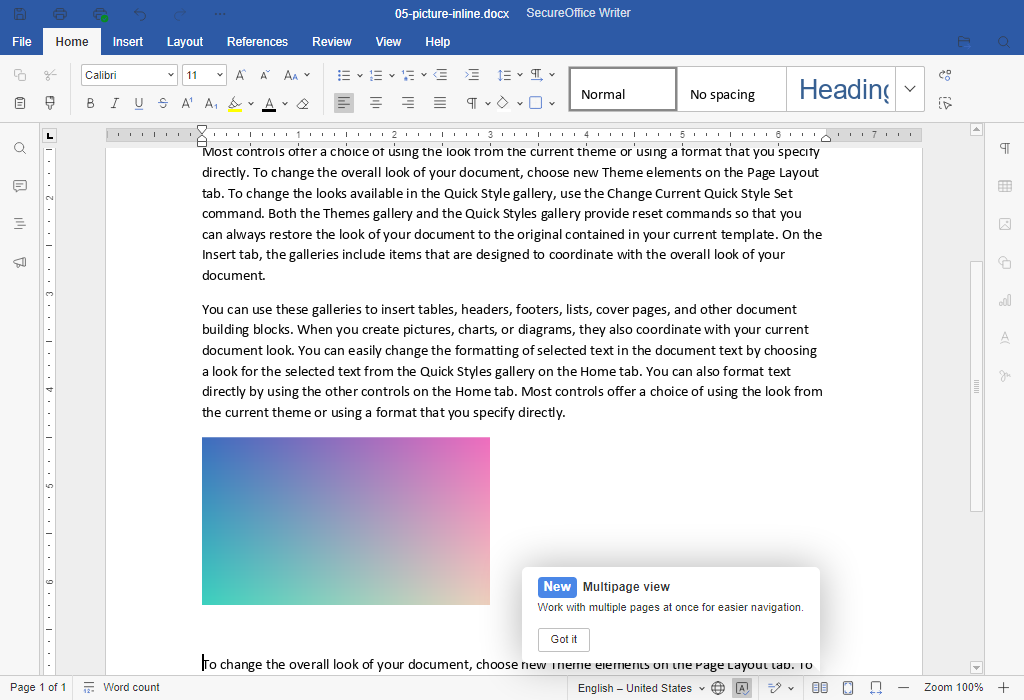 05-picture-inline.docx SecureOffice Writer
File Home Insert Layout References Review View Help
Calibri 11
Normal No spacing Heading
1 2 3 4 5 6 7
2
3
4
5
6
Most controls offer a choice of using the look from the current theme or using a format that you specify
directly. To change the overall look of your document, choose new Theme elements on the Page Layout
tab. To change the looks available in the Quick Style gallery, use the Change Current Quick Style Set
command. Both the Themes gallery and the Quick Styles gallery provide reset commands so that you
can always restore the look of your document to the original contained in your current template. On the
Insert tab, the galleries include items that are designed to coordinate with the overall look of your
document.
You can use these galleries to insert tables, headers, footers, lists, cover pages, and other document
building blocks. When you create pictures, charts, or diagrams, they also coordinate with your current
document look. You can easily change the formatting of selected text in the document text by choosing
a look for the selected text from the Quick Styles gallery on the Home tab. You can also format text
directly by using the other controls on the Home tab. Most controls offer a choice of using the look from
the current theme or using a format that you specify directly.
New Multipage view
Work with multiple pages at once for easier navigation.
Got it
To change the overall look of your document, choose new Theme elements on the Page Layout tab. To
Page 1 of 1 Word count English – United States Zoom 100%